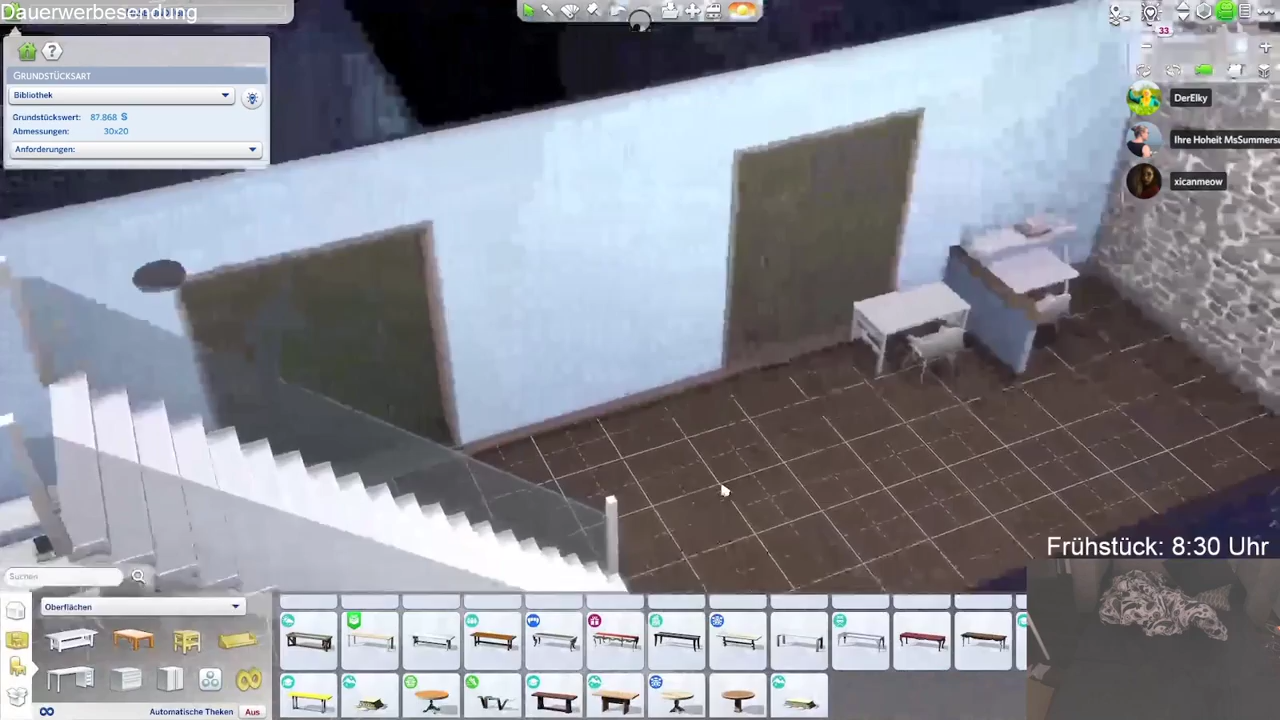 Dauerwerbesendung
GRUNDSTÜCKSART
Bibliothek
Grundstückswert: 87.868 S
Abmessungen: 30x20
Anforderungen:
33
DerElky
Ihre Hoheit MsSummers
xicanmeow
Frühstück: 8:30 Uhr
Suchen
Oberflächen
Automatische Theken Aus